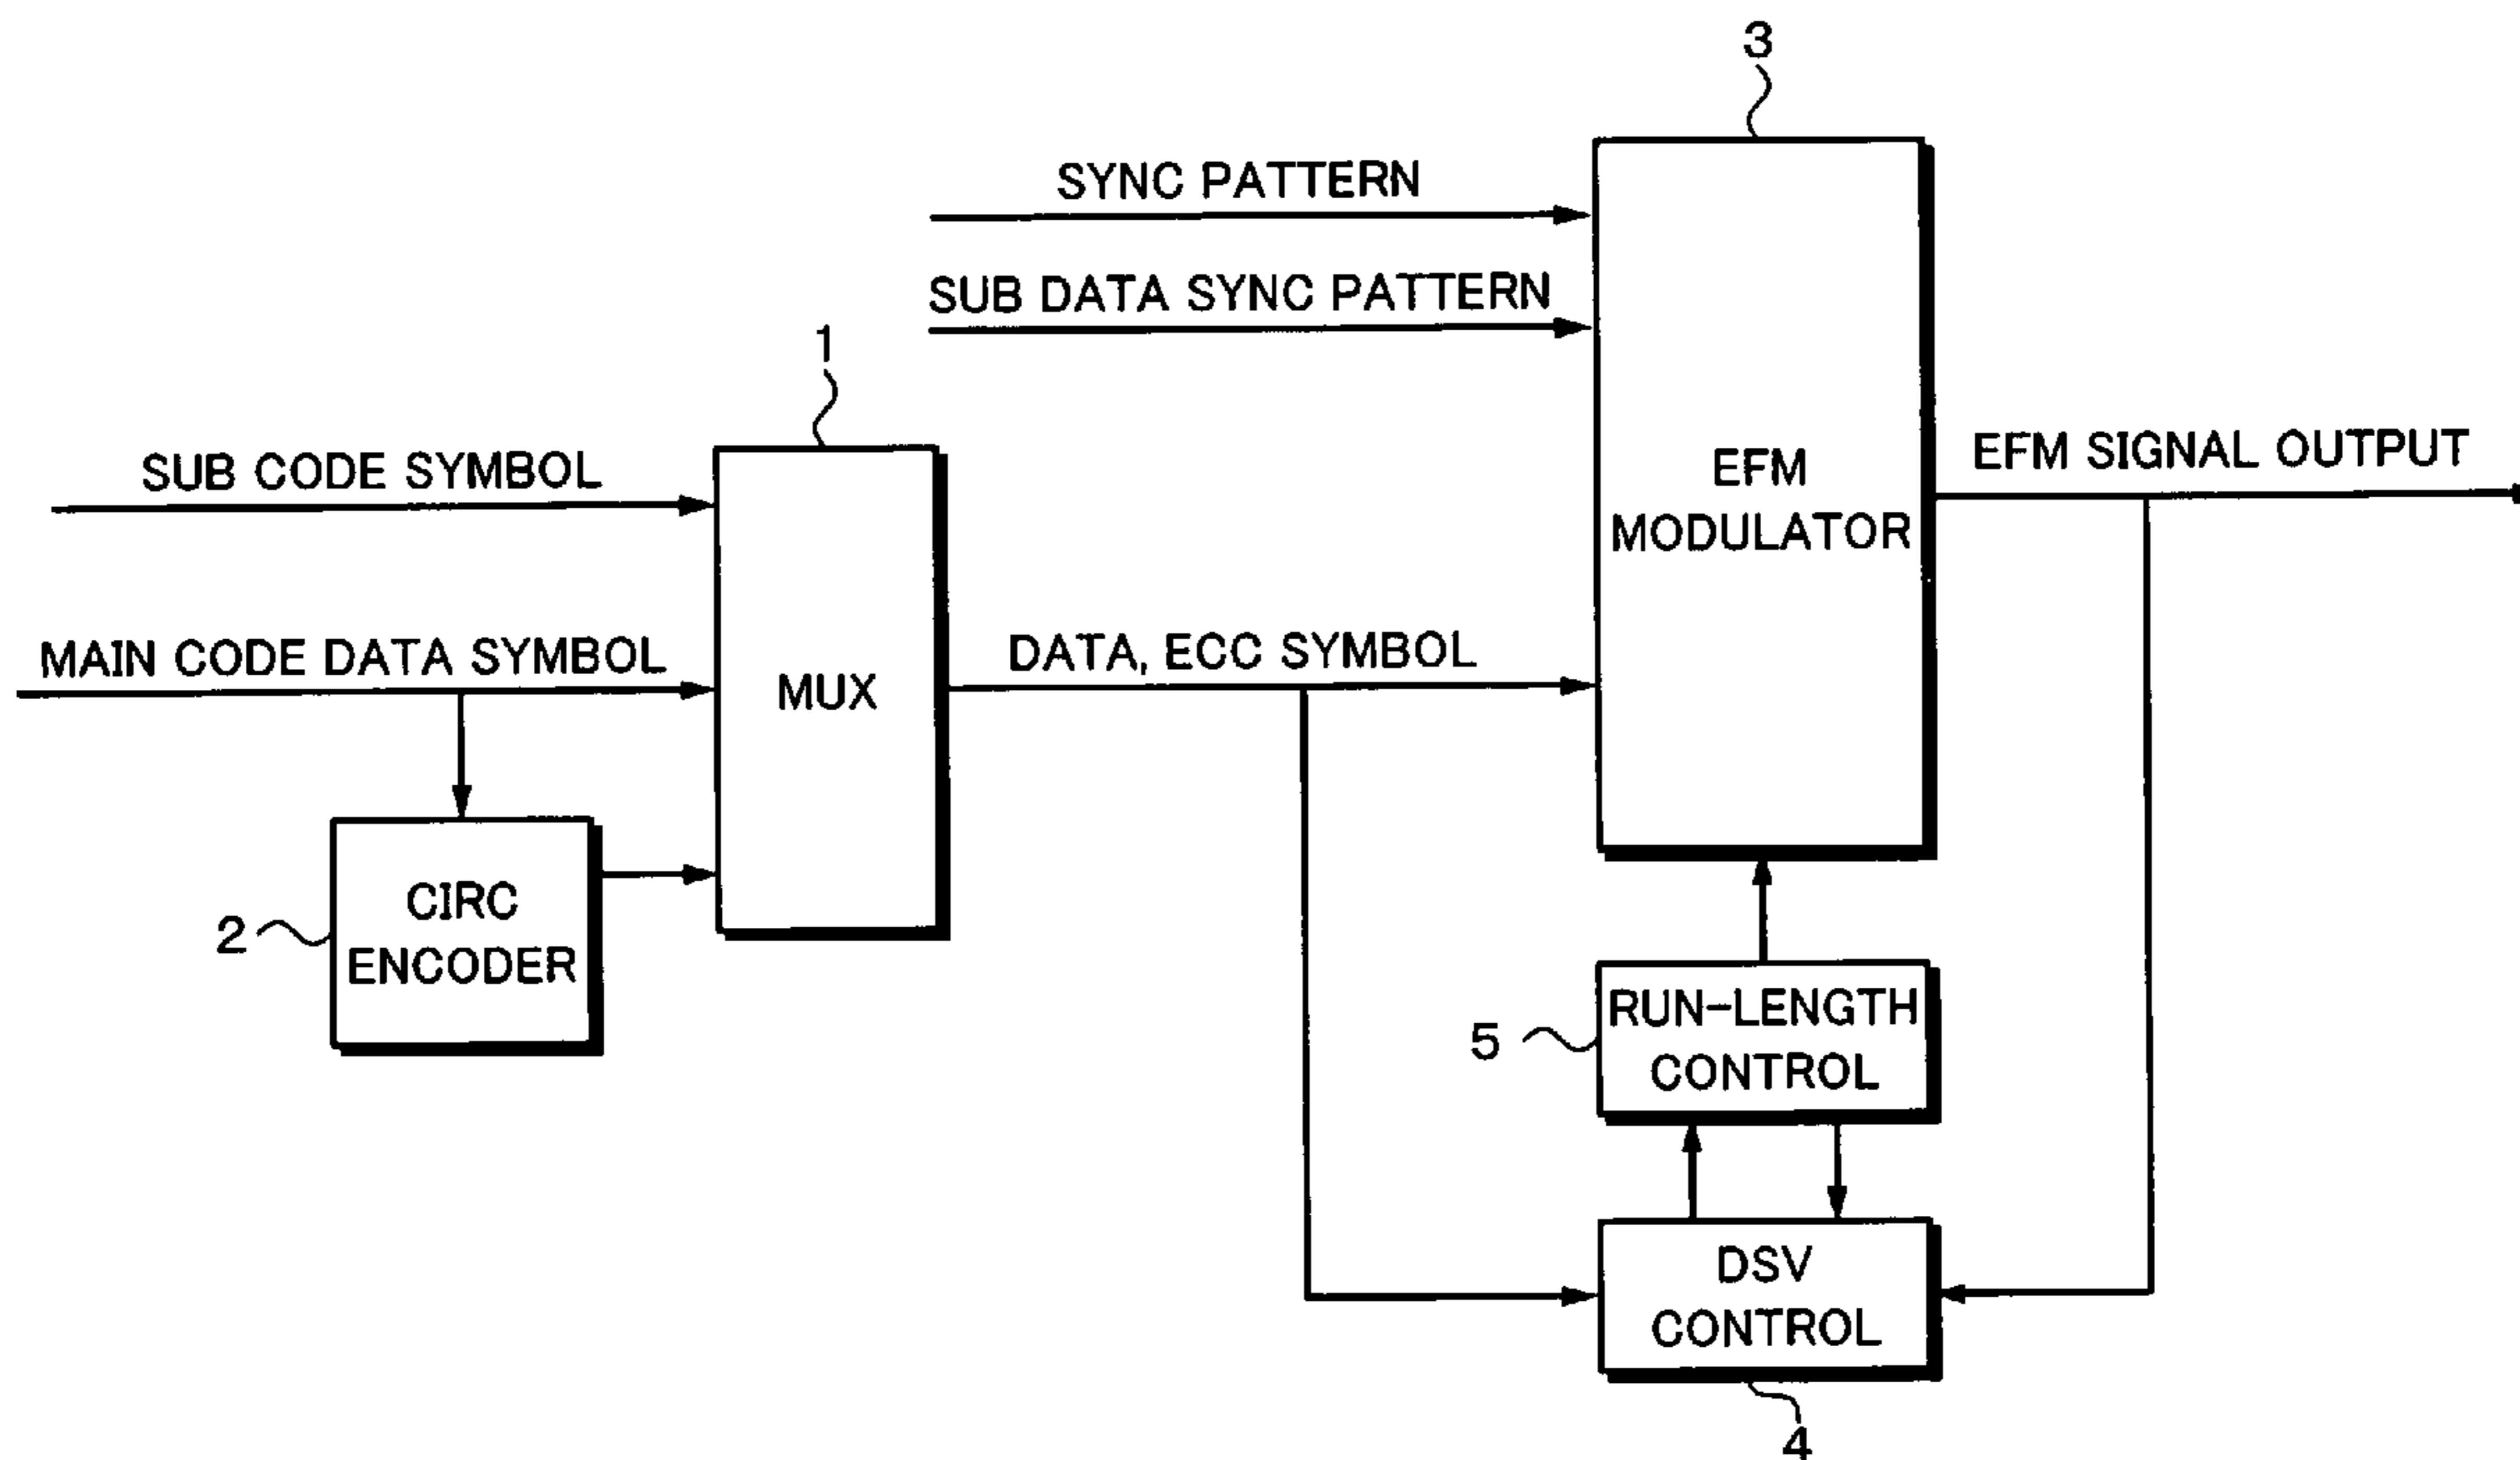 3
SYNC PATTERN
SUB DATA SYNC PATTERN
1
SUB CODE SYMBOL
EFM
MODULATOR
EFM SIGNAL OUTPUT
MAIN CODE DATA SYMBOL
MUX
DATA, ECC SYMBOL
2
CIRC
ENCODER
5
RUN-LENGTH
CONTROL
DSV
CONTROL
4